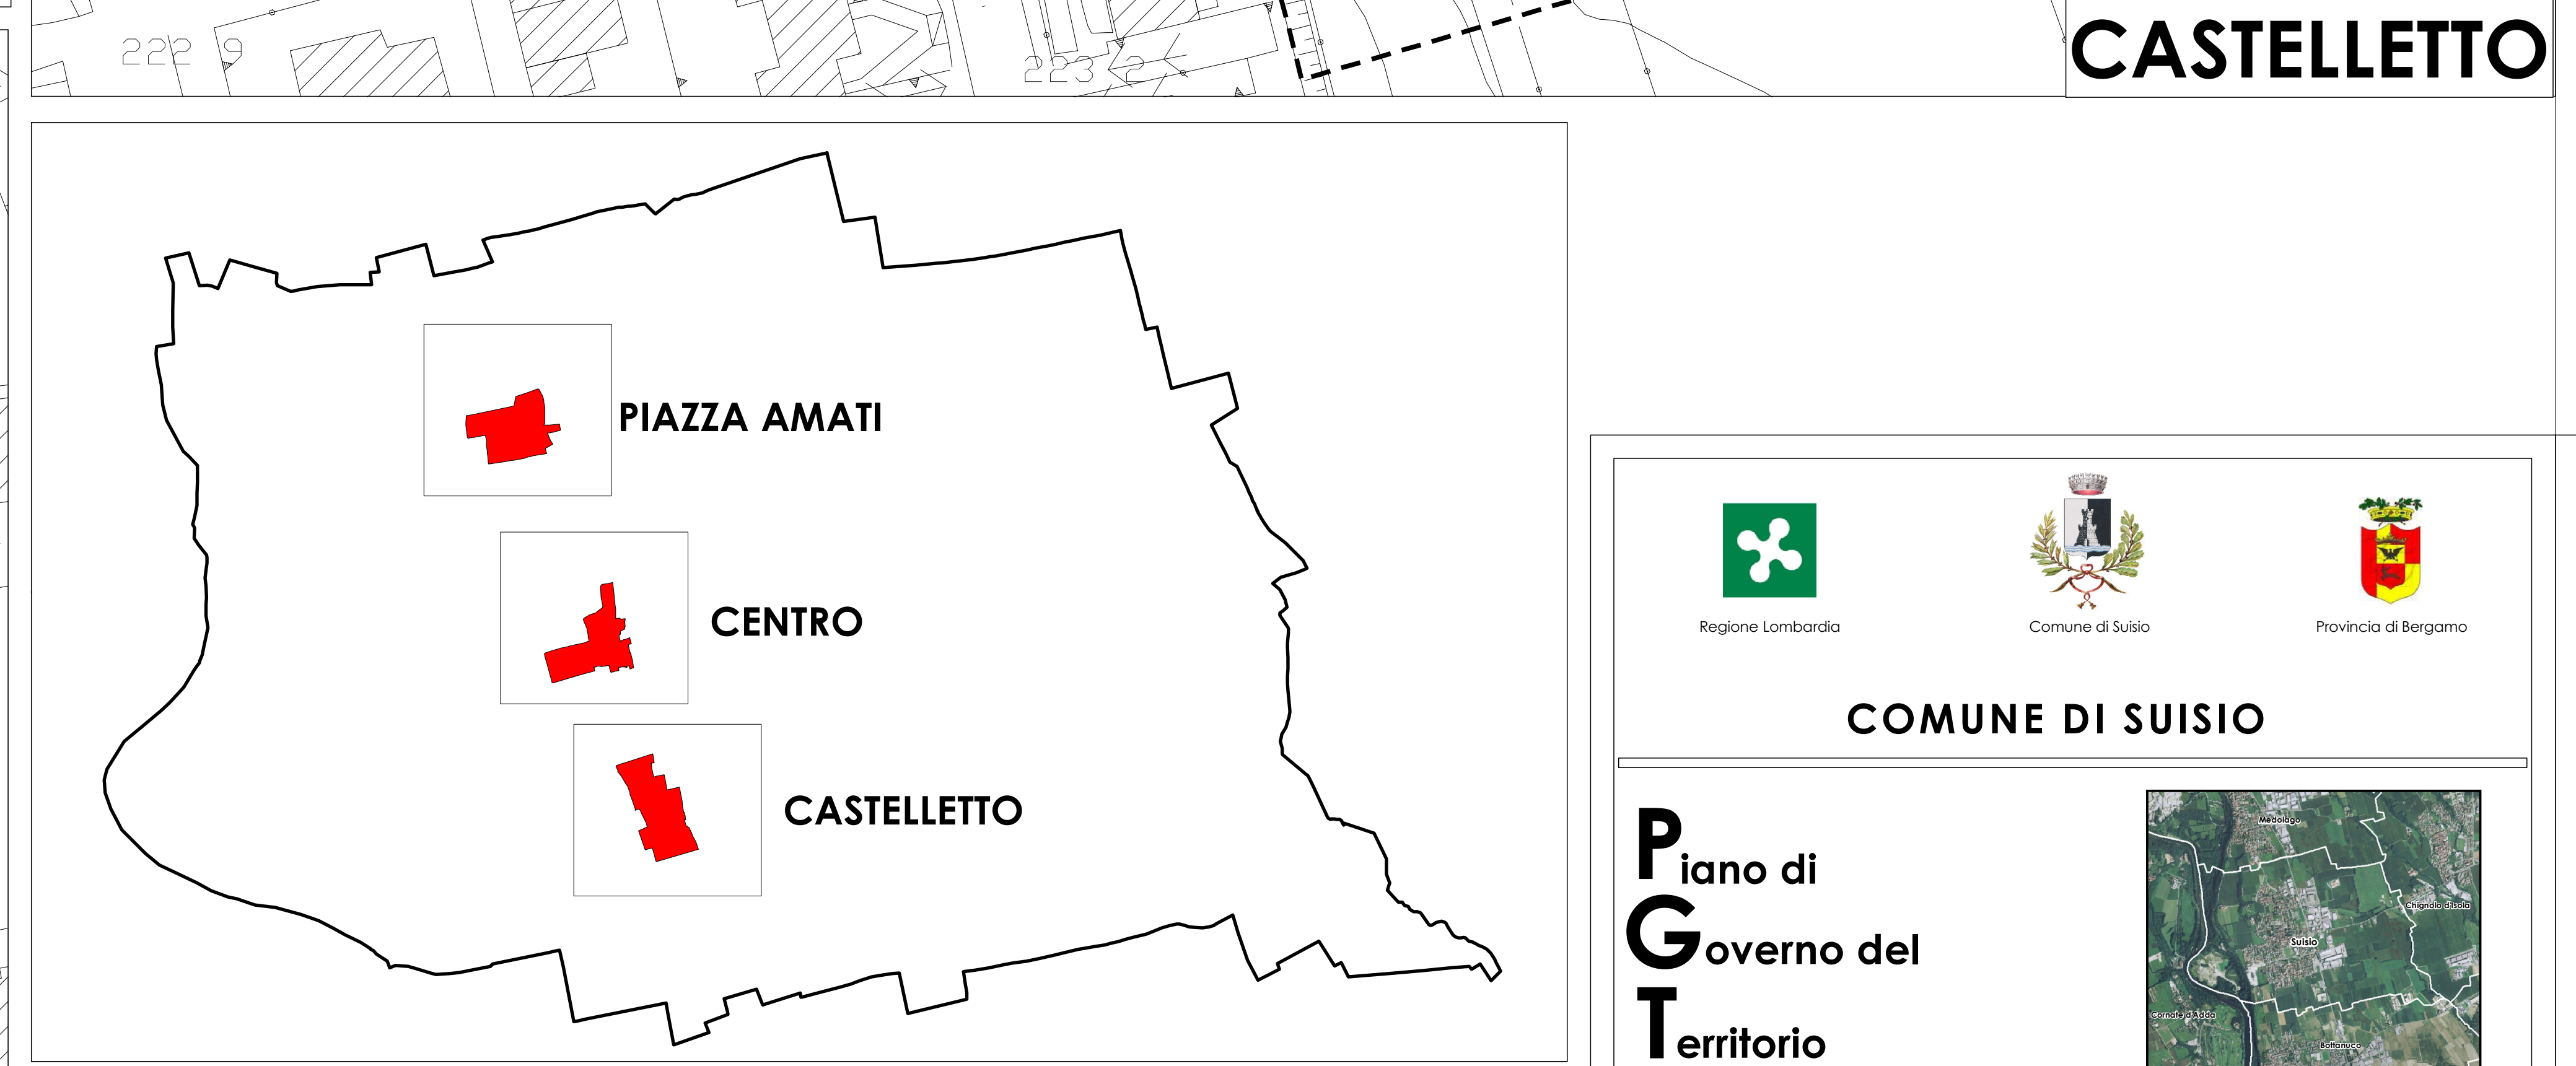 222 9
223 2
CASTELLETTO
PIAZZA AMATI
CENTRO
CASTELLETTO
Regione Lombardia
Comune di Suisio
Provincia di Bergamo
COMUNE DI SUISIO
Piano di
Governo del
Territorio
Medolago
Chignolo d'Isola
Suisio
Cornate d'Adda
Bottanuco